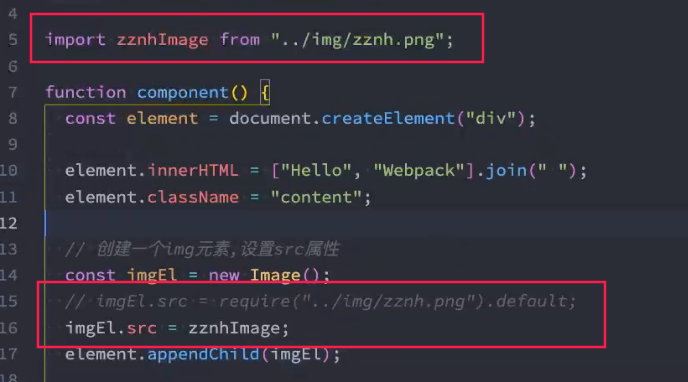 4
5 import zznhImage from "../img/zznh.png";
6
7 function component() {
8 const element = document.createElement("div");
9
10 element.innerHTML = ["Hello", "Webpack"].join(" ");
11 element.className = "content";
12
13 // 创建一个img元素,设置src属性
14 const imgEl = new Image();
15 // imgEl.src = require("../img/zznh.png").default;
16 imgEl.src = zznhImage;
17 element.appendChild(imgEl);
18